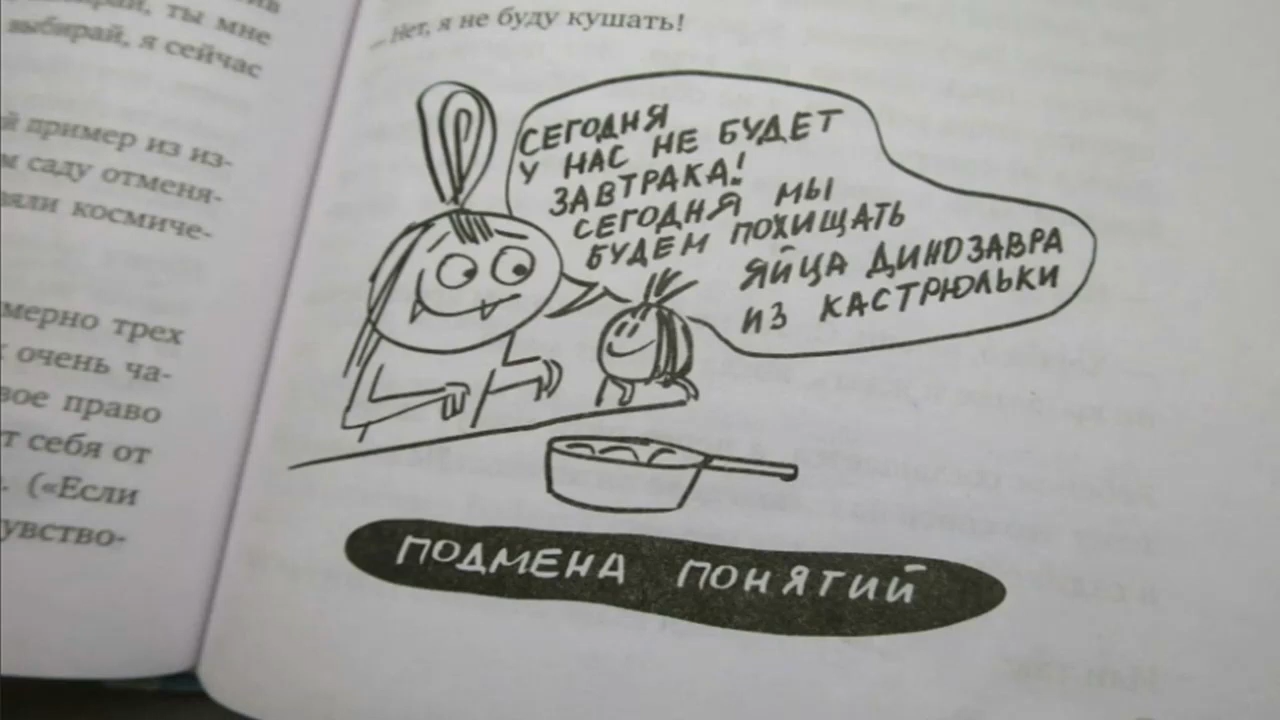 ты мне
выбирай, я сейчас
й пример из из-
м саду отменя-
вяли космиче-
мерно трех
к очень ча-
вое право
т себя от
. («Если
увство-
— Нет, я не буду кушать!
СЕГОДНЯ
У НАС НЕ БУДЕТ
ЗАВТРАКА!
СЕГОДНЯ МЫ
БУДЕМ ПОХИЩАТЬ
ЯЙЦА ДИНОЗАВРА
ИЗ КАСТРЮЛЬКИ
ПОДМЕНА ПОНЯТИЙ